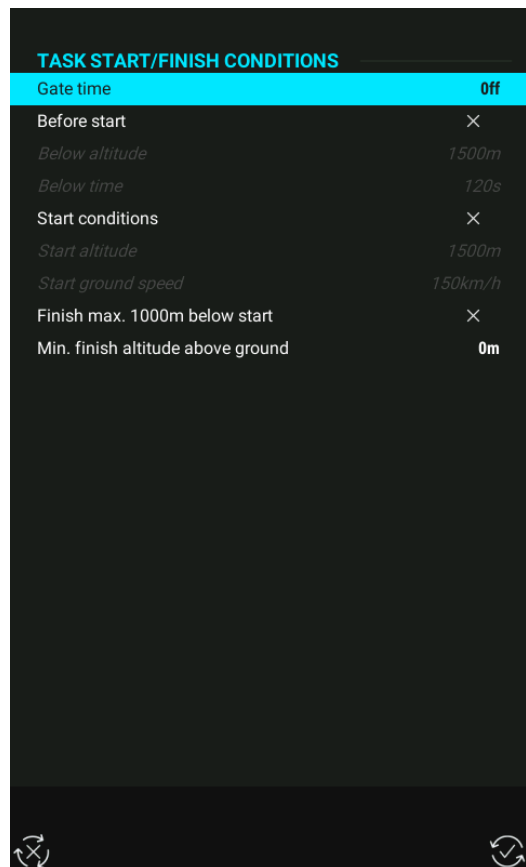 TASK START/FINISH CONDITIONS
Gate time Off
Before start
Below altitude 1500m
Below time 120s
Start conditions
Start altitude 1500m
Start ground speed 150km/h
Finish max. 1000m below start
Min. finish altitude above ground 0m